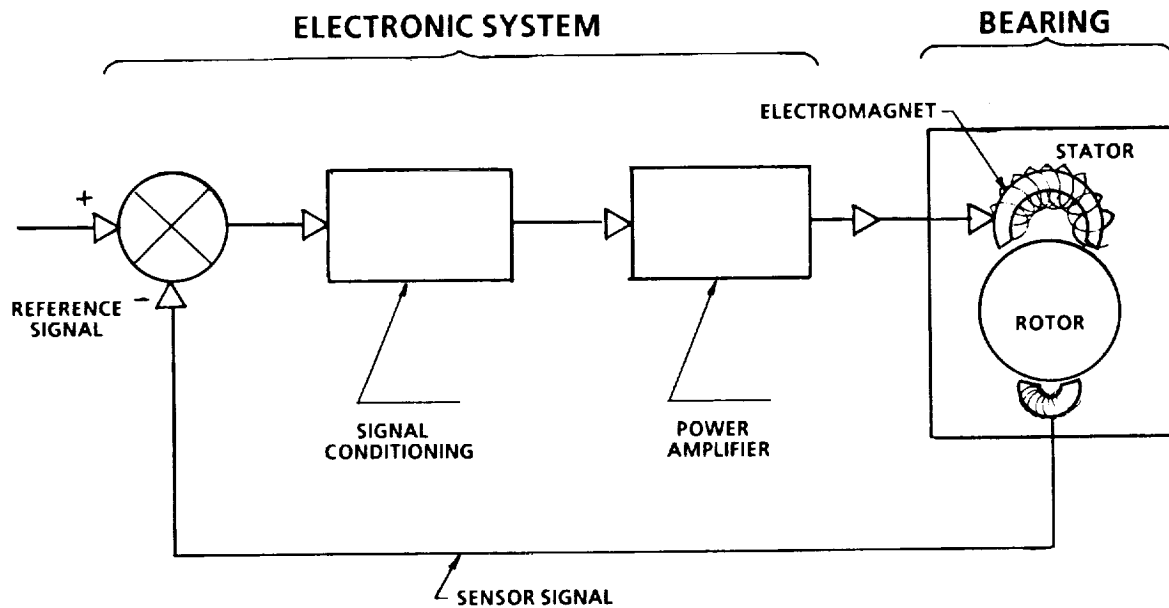 ELECTRONIC SYSTEM
BEARING
ELECTROMAGNET
STATOR
+
−
REFERENCE
SIGNAL
ROTOR
SIGNAL
CONDITIONING
POWER
AMPLIFIER
SENSOR SIGNAL